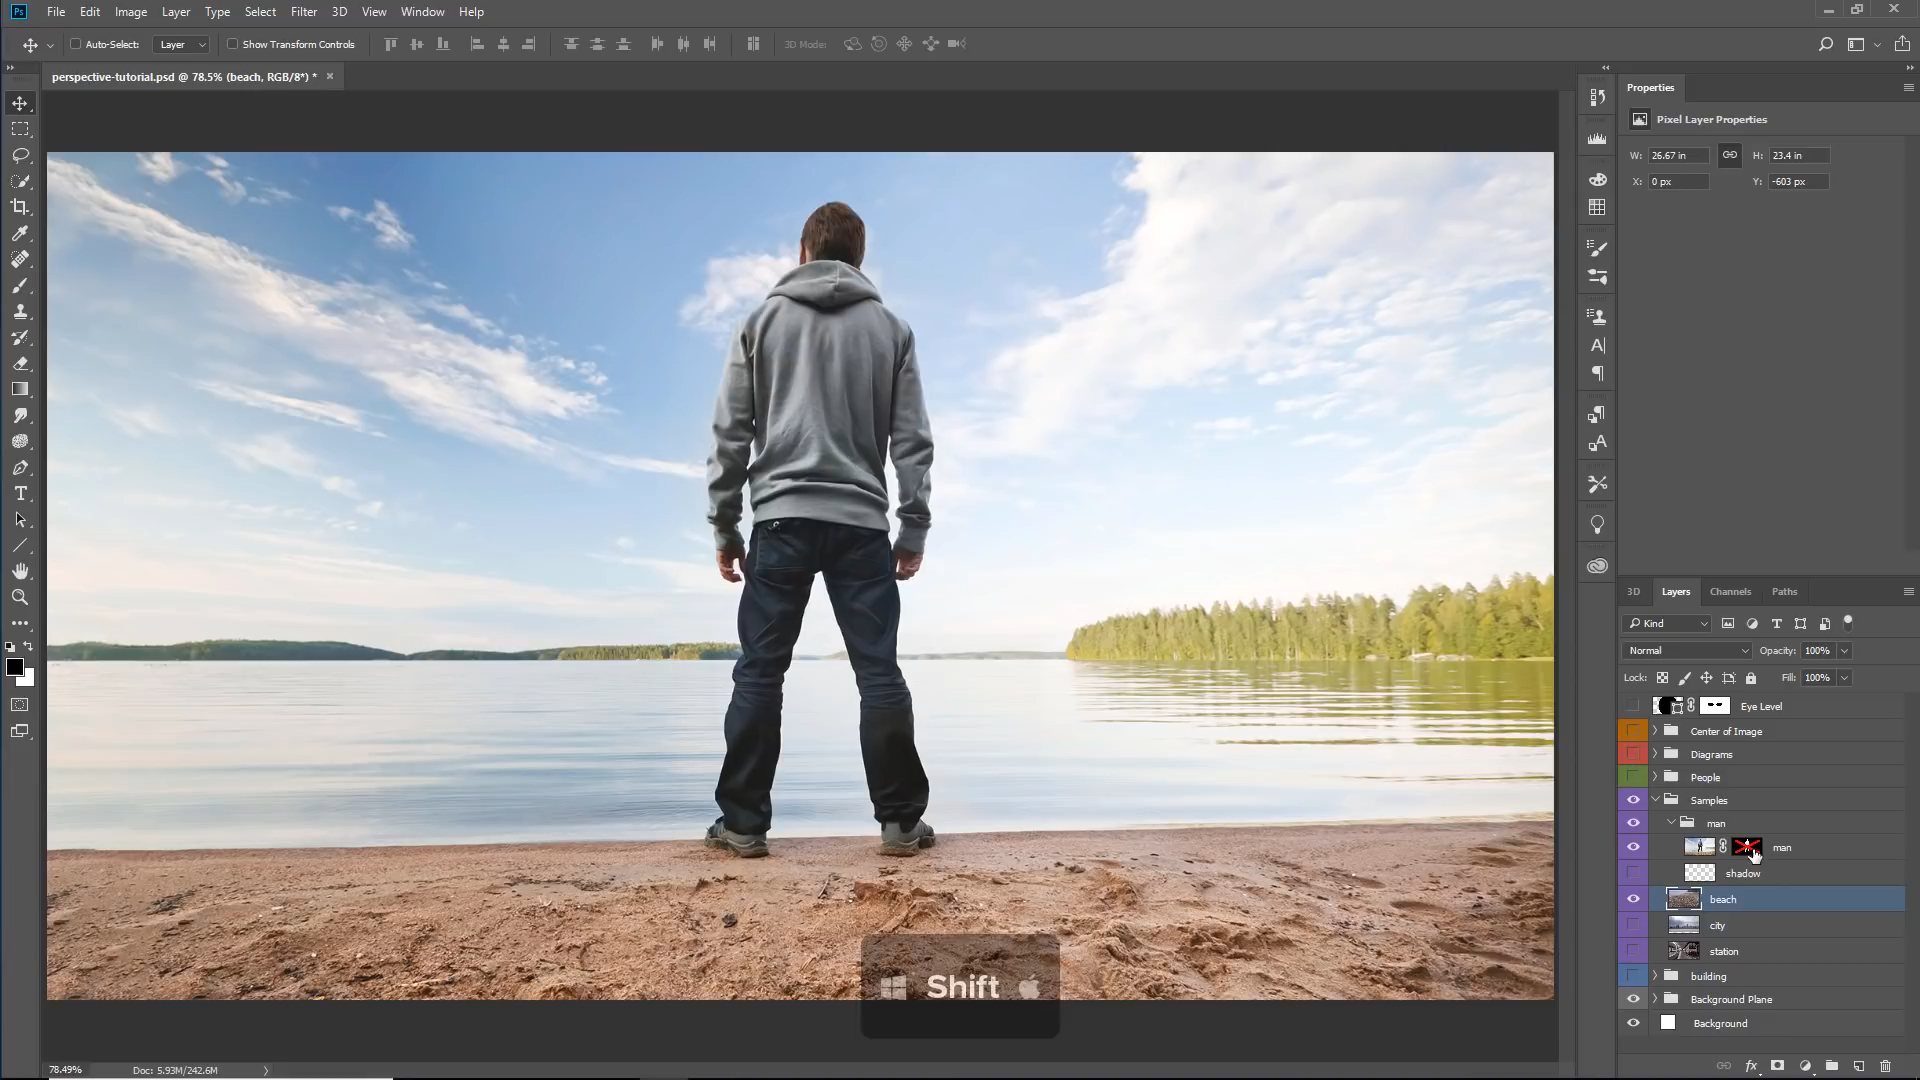 Ps File Edit Image Layer Type Select Filter 3D View Window Help
Auto-Select: Layer Show Transform Controls 3D Mode:
perspective-tutorial.psd @ 78.5% (beach, RGB/8*) *
Properties
Pixel Layer Properties
W: 26.67 in H: 23.4 in
X: 0 px Y: -603 px
3D Layers Channels Paths
Kind
Normal Opacity: 100%
Lock: Fill: 100%
Eye Level
Center of Image
Diagrams
People
Samples
man
man
shadow
beach
city
station
building
Background Plane
Background
Shift
78.49% Doc: 5.93M/242.6M